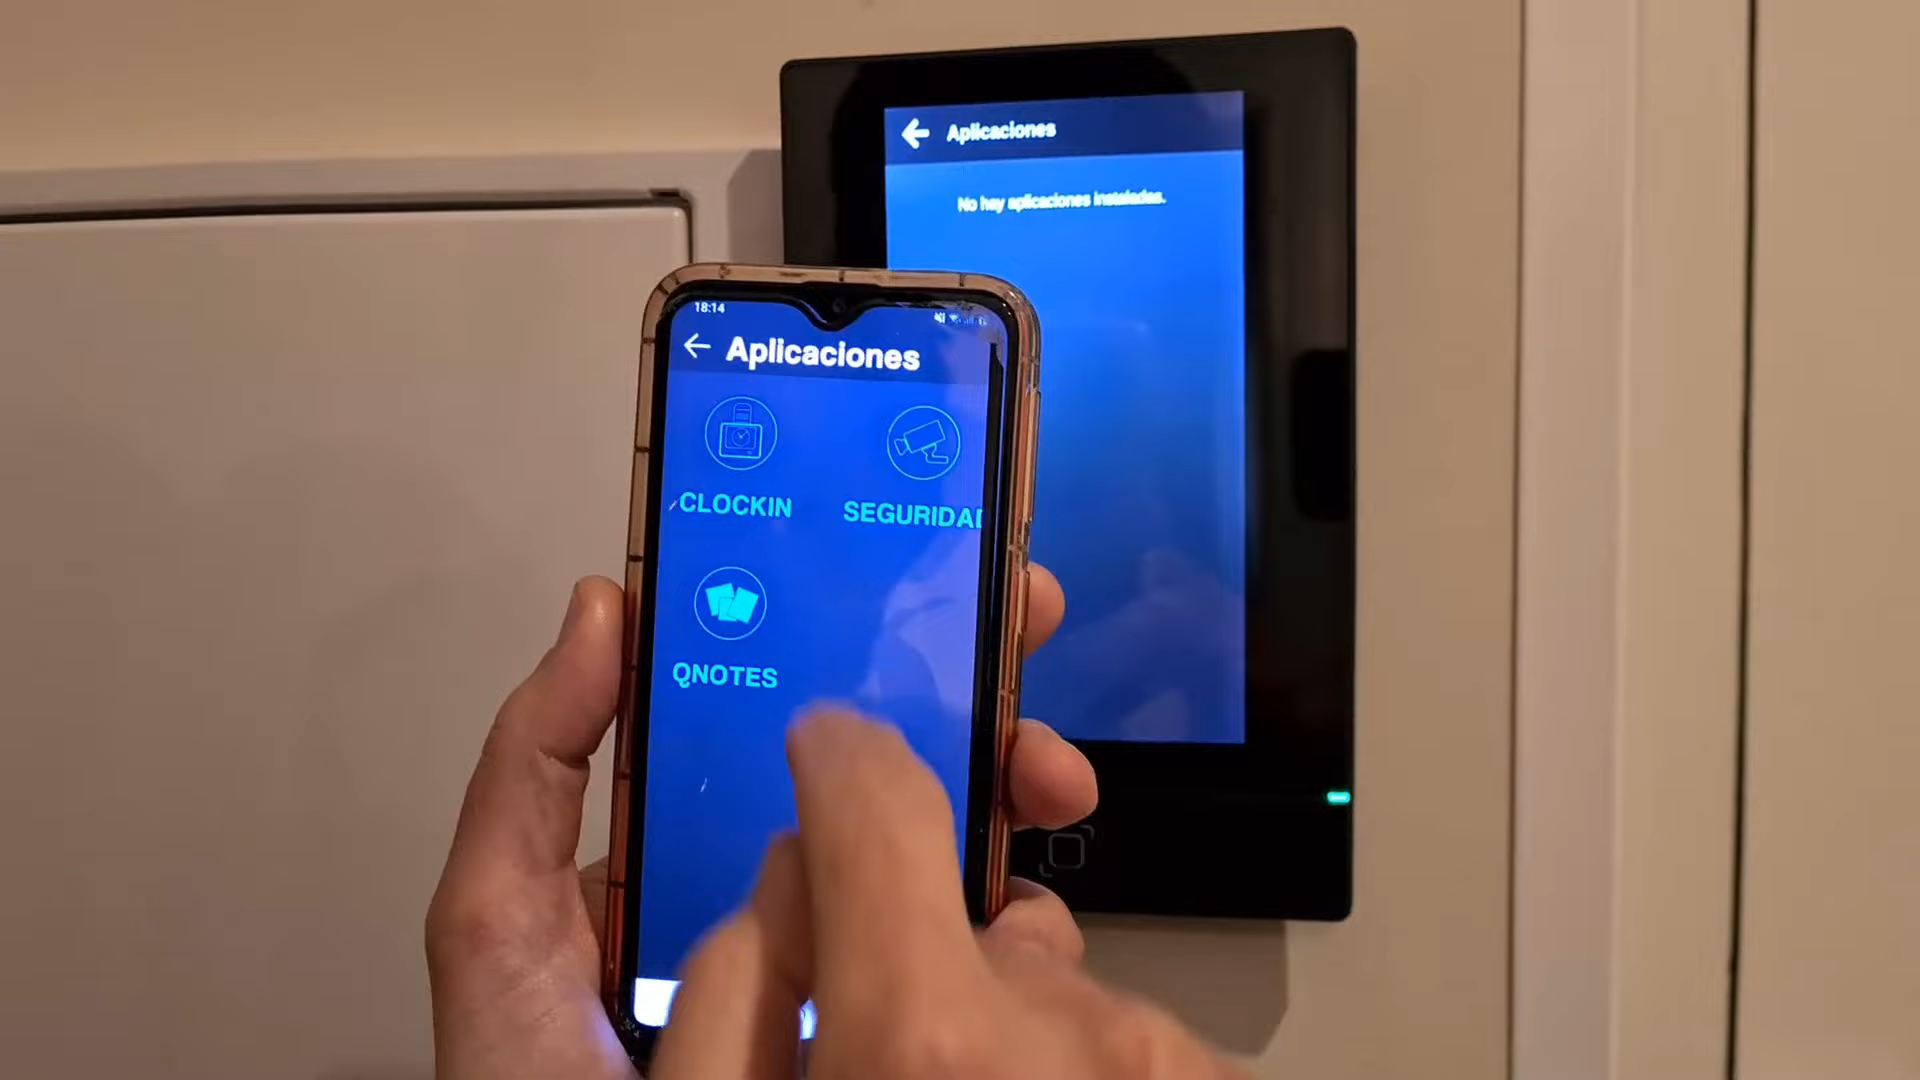 Aplicaciones
No hay aplicaciones instaladas.
18:14
Aplicaciones
CLOCKIN
SEGURIDAD
QNOTES